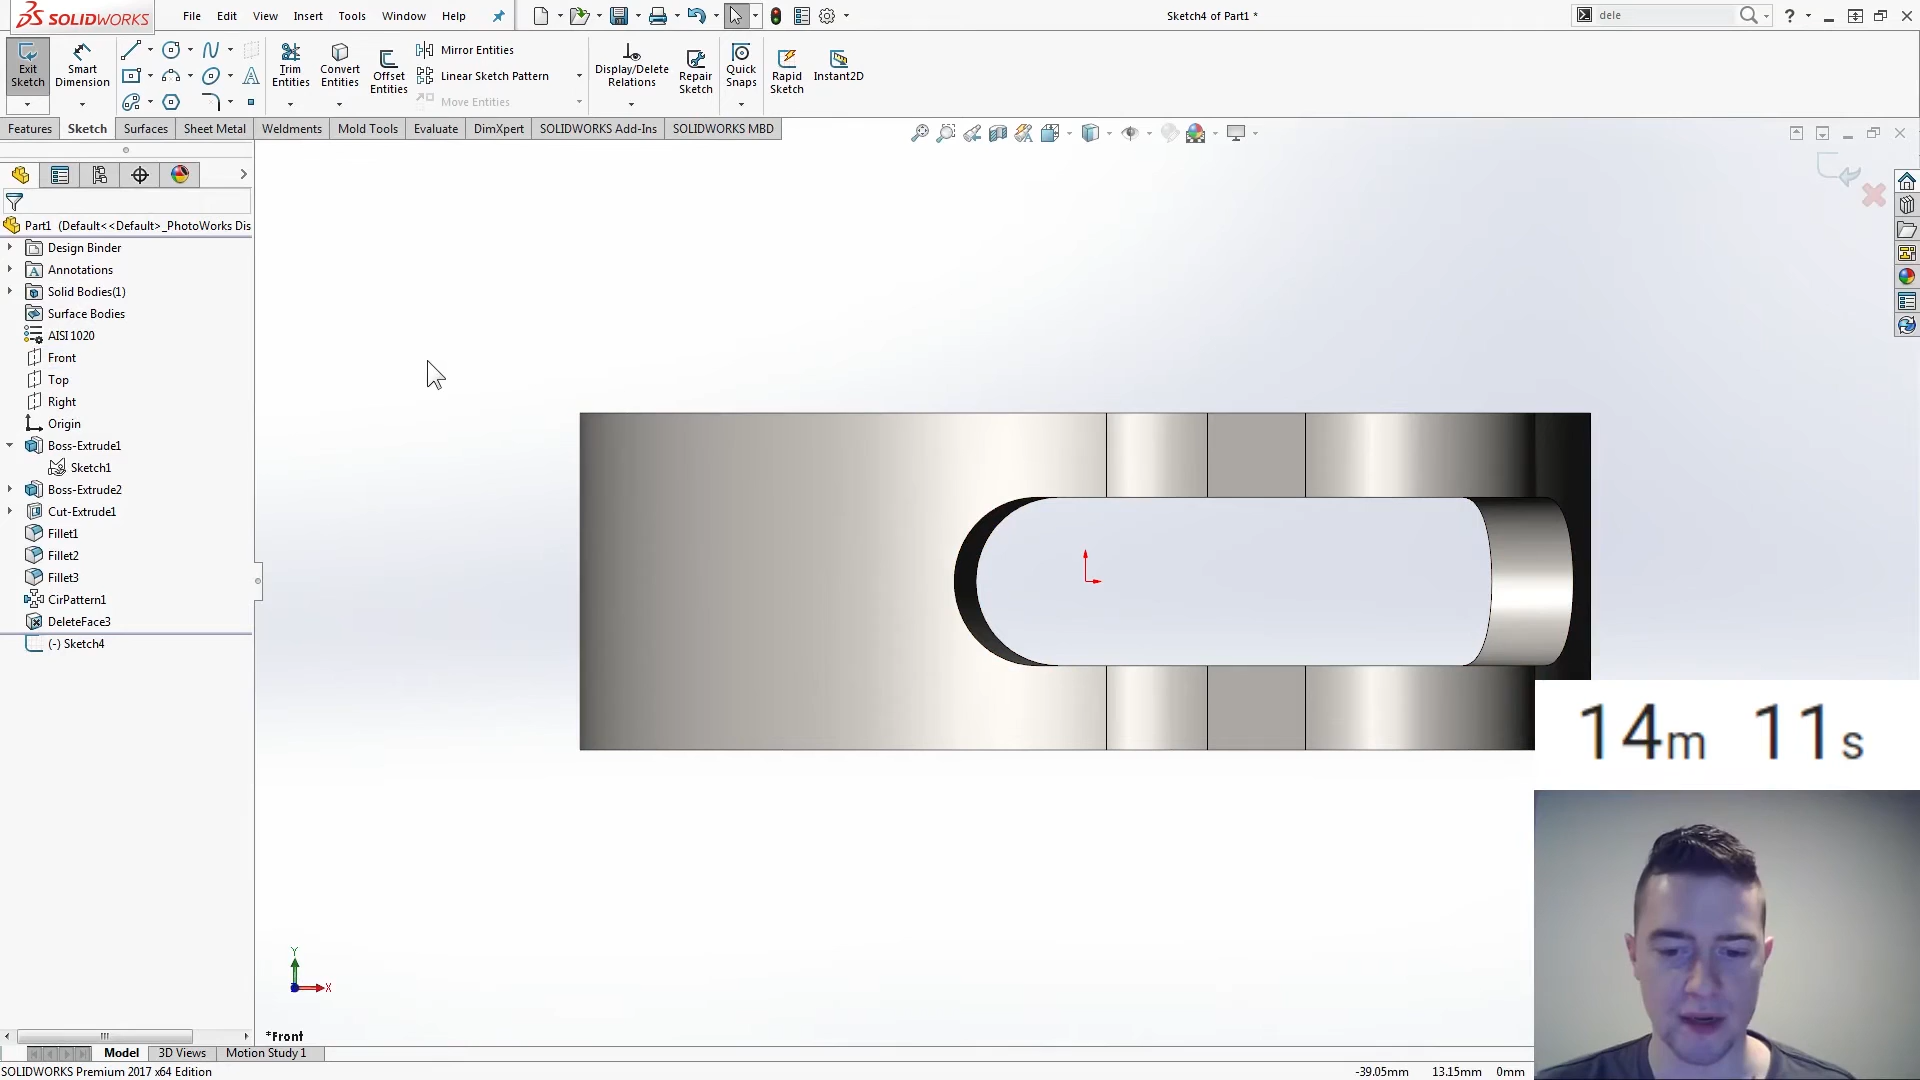 SOLIDWORKS
File Edit View Insert Tools Window Help
Sketch4 of Part1 *
dele
Exit Sketch
Smart Dimension
Trim Entities
Convert Entities
Offset Entities
Mirror Entities
Linear Sketch Pattern
Move Entities
Display/Delete Relations
Repair Sketch
Quick Snaps
Rapid Sketch
Instant2D
Features Sketch Surfaces Sheet Metal Weldments Mold Tools Evaluate DimXpert SOLIDWORKS Add-Ins SOLIDWORKS MBD
Part1 (Default<<Default>_PhotoWorks Dis
Design Binder
Annotations
Solid Bodies(1)
Surface Bodies
AISI 1020
Front
Top
Right
Origin
Boss-Extrude1
Sketch1
Boss-Extrude2
Cut-Extrude1
Fillet1
Fillet2
Fillet3
CirPattern1
DeleteFace3
(-) Sketch4
14m 11s
Y
X
*Front
Model 3D Views Motion Study 1
SOLIDWORKS Premium 2017 x64 Edition
-39.05mm 13.15mm 0mm